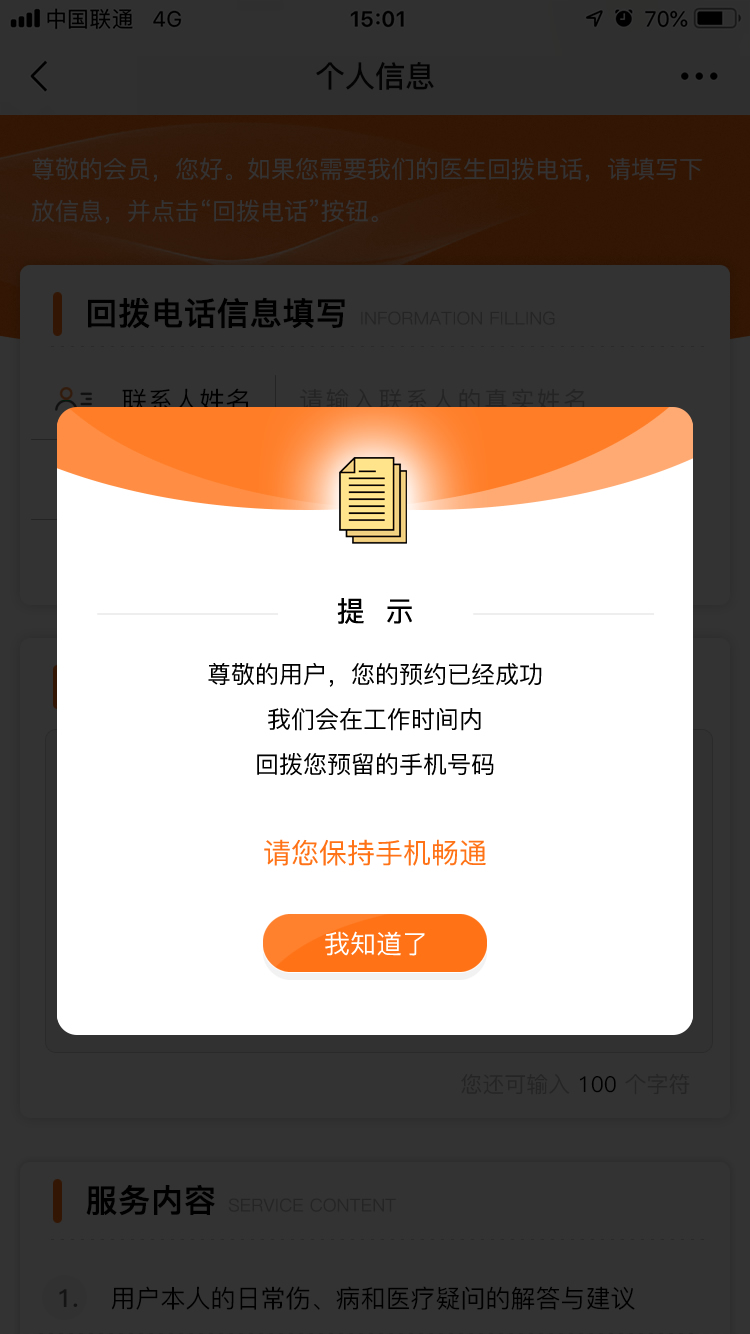 中国联通 4G 15:01 70%
个人信息
尊敬的会员，您好。如果您需要我们的医生回拨电话，请填写下
放信息，并点击“回拨电话”按钮。
回拨电话信息填写 INFORMATION FILLING
联系人姓名 请输入联系人的真实姓名
提 示
尊敬的用户，您的预约已经成功
我们会在工作时间内
回拨您预留的手机号码
请您保持手机畅通
我知道了
您还可输入 100 个字符
服务内容 SERVICE CONTENT
1. 用户本人的日常伤、病和医疗疑问的解答与建议